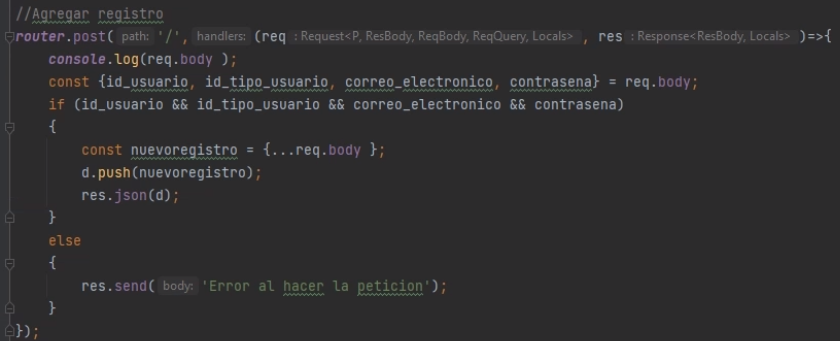 //Agregar registro
router.post( path: '/', handlers: (req : Request<P, ResBody, ReqBody, ReqQuery, Locals> , res : Response<ResBody, Locals> )=>{
console.log(req.body );
const {id_usuario, id_tipo_usuario, correo_electronico, contrasena} = req.body;
if (id_usuario && id_tipo_usuario && correo_electronico && contrasena)
{
const nuevoregistro = {...req.body };
d.push(nuevoregistro);
res.json(d);
}
else
{
res.send( body: 'Error al hacer la peticion');
}
});